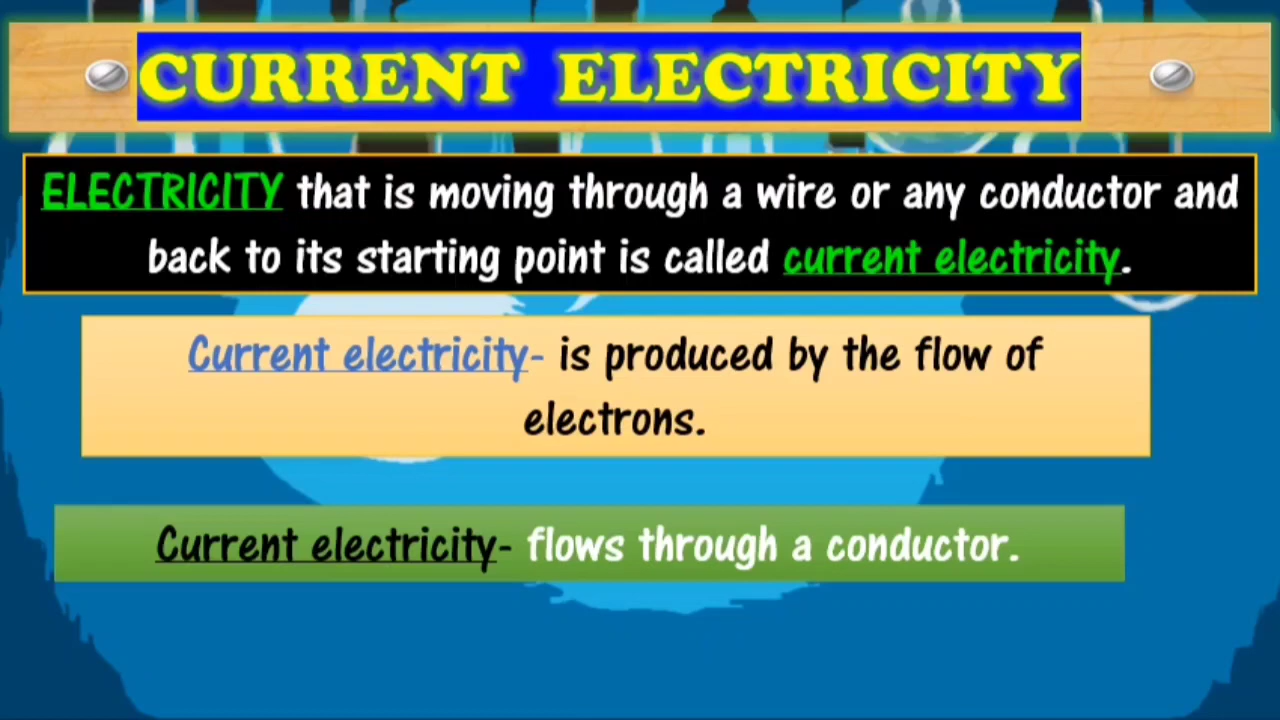 CURRENT ELECTRICITY
ELECTRICITY that is moving through a wire or any conductor and
back to its starting point is called current electricity.
Current electricity- is produced by the flow of
electrons.
Current electricity- flows through a conductor.